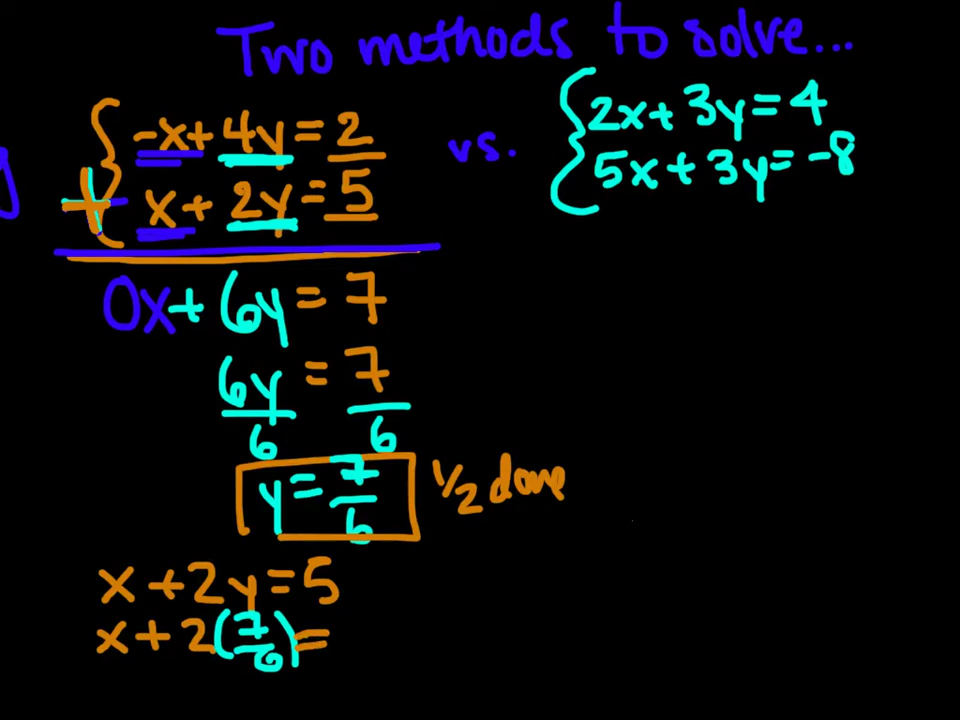 Two methods to solve...
-x + 4y = 2
x + 2y = 5
vs.
2x + 3y = 4
5x + 3y = -8
+
0x + 6y = 7
6y/6 = 7/6
y = 7/6
1/2 done
x + 2y = 5
x + 2(7/6) =